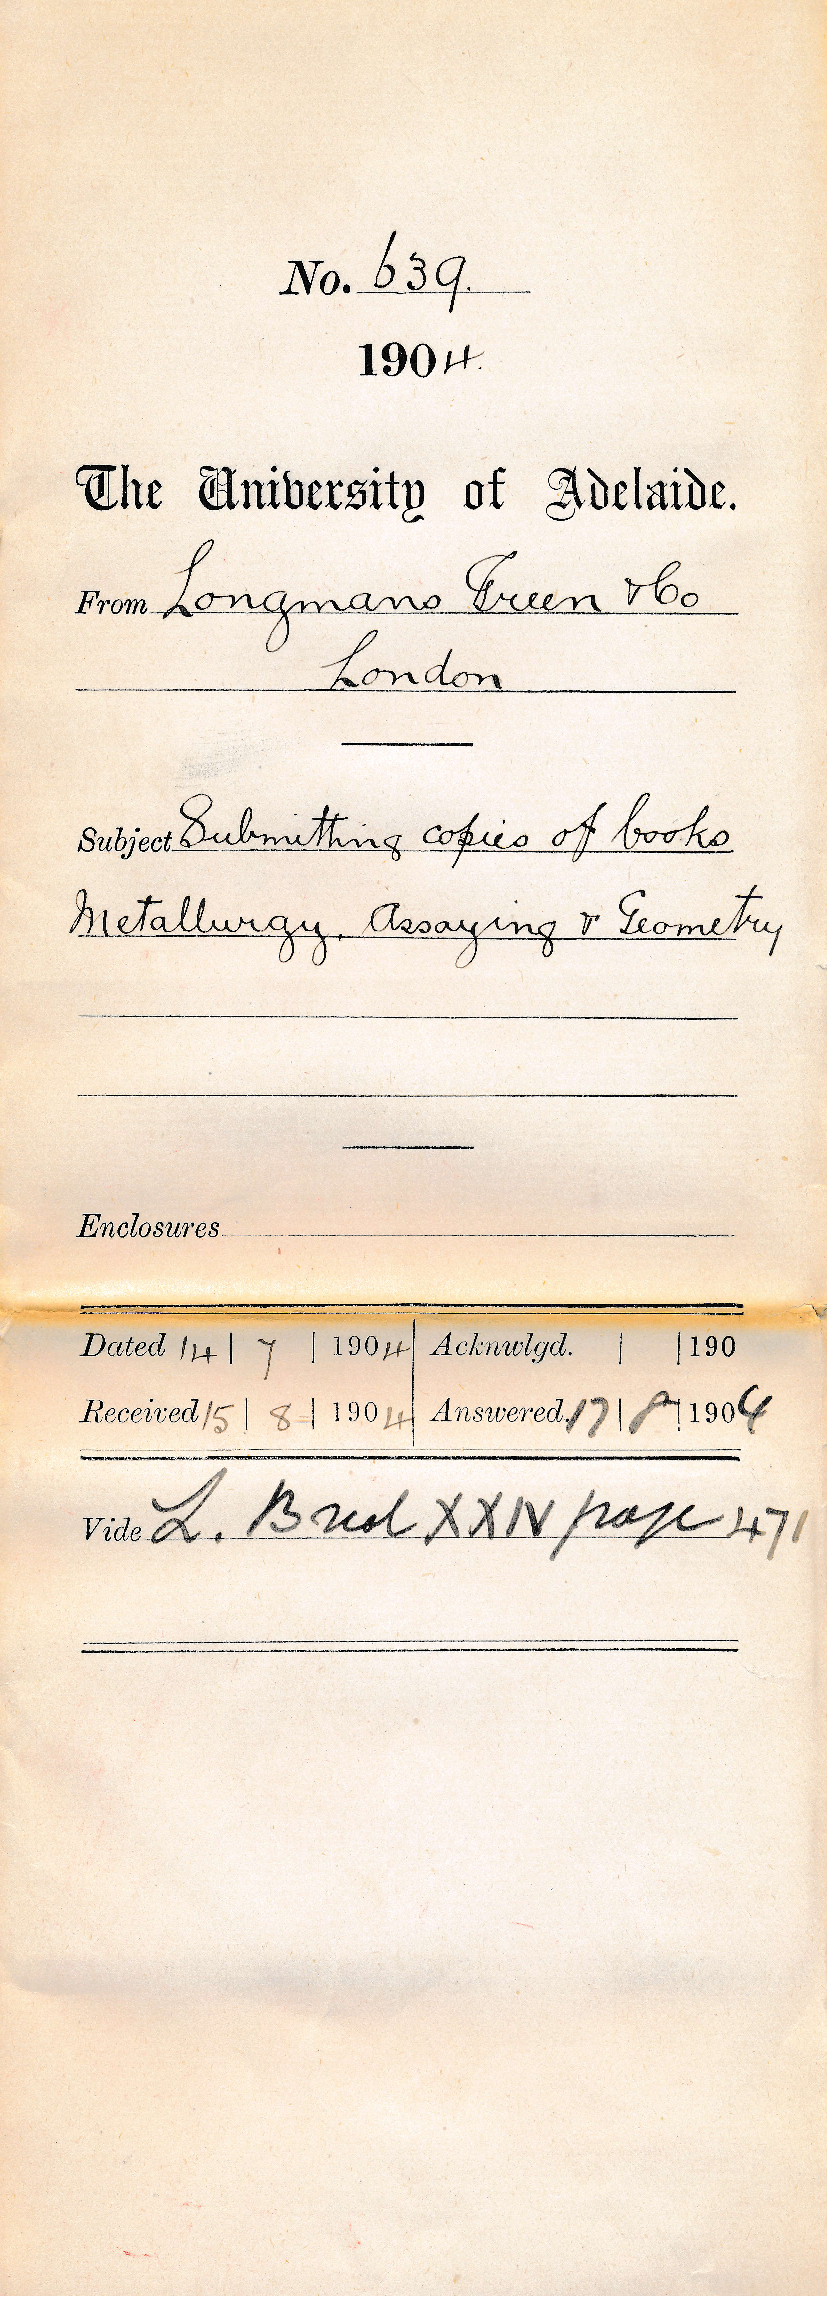 No. 639.
1904.
The University of Adelaide.
From Longmans Green & Co
London
Subject Submitting copies of books
Metallurgy, Assaying & Geometry
Enclosures
Dated 14 | 7 | 1904 Acknwlgd. | | 190
Received 15 | 8 | 1904 Answered. 17 | 8 | 1904
Vide L. B XXIV page 471